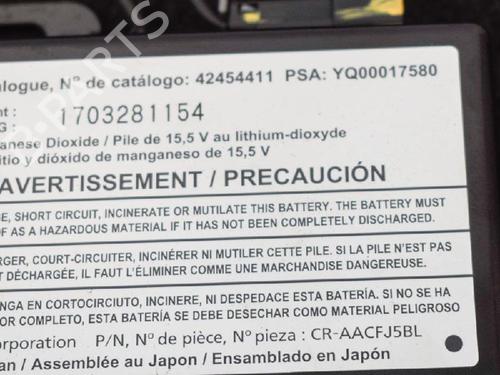 alogue, Nº de catálogo: 42454411 PSA: YQ00017580
nt :
G : 1703281154
anese Dioxide / Pile de 15,5 V au lithium-dioxyde
itio y dióxido de manganeso de 15,5 V
AVERTISSEMENT / PRECAUCIÓN
GE, SHORT CIRCUIT, INCINERATE OR MUTILATE THIS BATTERY. THE BATTERY MUST
OF AS A HAZARDOUS MATERIAL IF IT HAS NOT BEEN COMPLETELY DISCHARGED.
RGER, COURT-CIRCUITER, INCINÉRER NI MUTILER CETTE PILE. SI LA PILE N'EST PAS
T DÉCHARGÉE, IL FAUT L'ÉLIMINER COMME UNE MARCHANDISE DANGEREUSE.
NGA EN CORTOCIRCUITO, INCINERE, NI DESPEDACE ESTA BATERÍA. SI NO SE HA
R COMPLETO, ESTA BATERÍA SE DEBE DESECHAR COMO MATERIAL PELIGROSO
orporation P/N, Nº de pièce, Nº pieza : CR-AACFJ5BL
an / Assemblée au Japon / Ensamblado en Japón